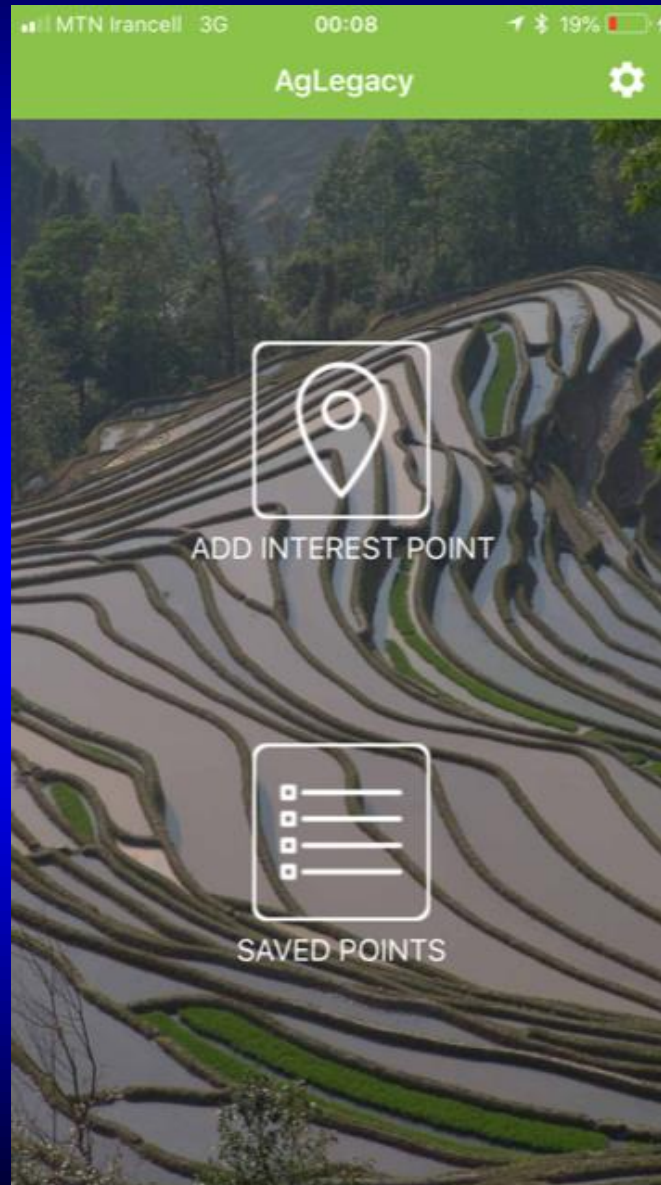 MTN Irancell 3G 00:08 19%
AgLegacy
ADD INTEREST POINT
SAVED POINTS